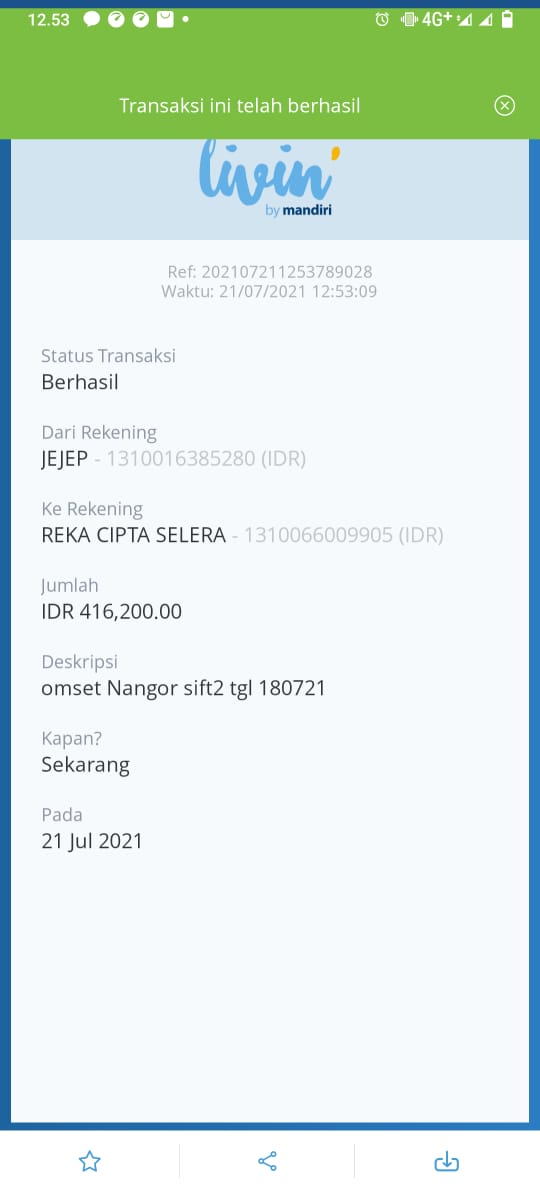 12.53
4G+
Transaksi ini telah berhasil
livin'
by mandiri
Ref: 202107211253789028
Waktu: 21/07/2021 12:53:09
Status Transaksi
Berhasil
Dari Rekening
JEJEP - 1310016385280 (IDR)
Ke Rekening
REKA CIPTA SELERA - 1310066009905 (IDR)
Jumlah
IDR 416,200.00
Deskripsi
omset Nangor sift2 tgl 180721
Kapan?
Sekarang
Pada
21 Jul 2021